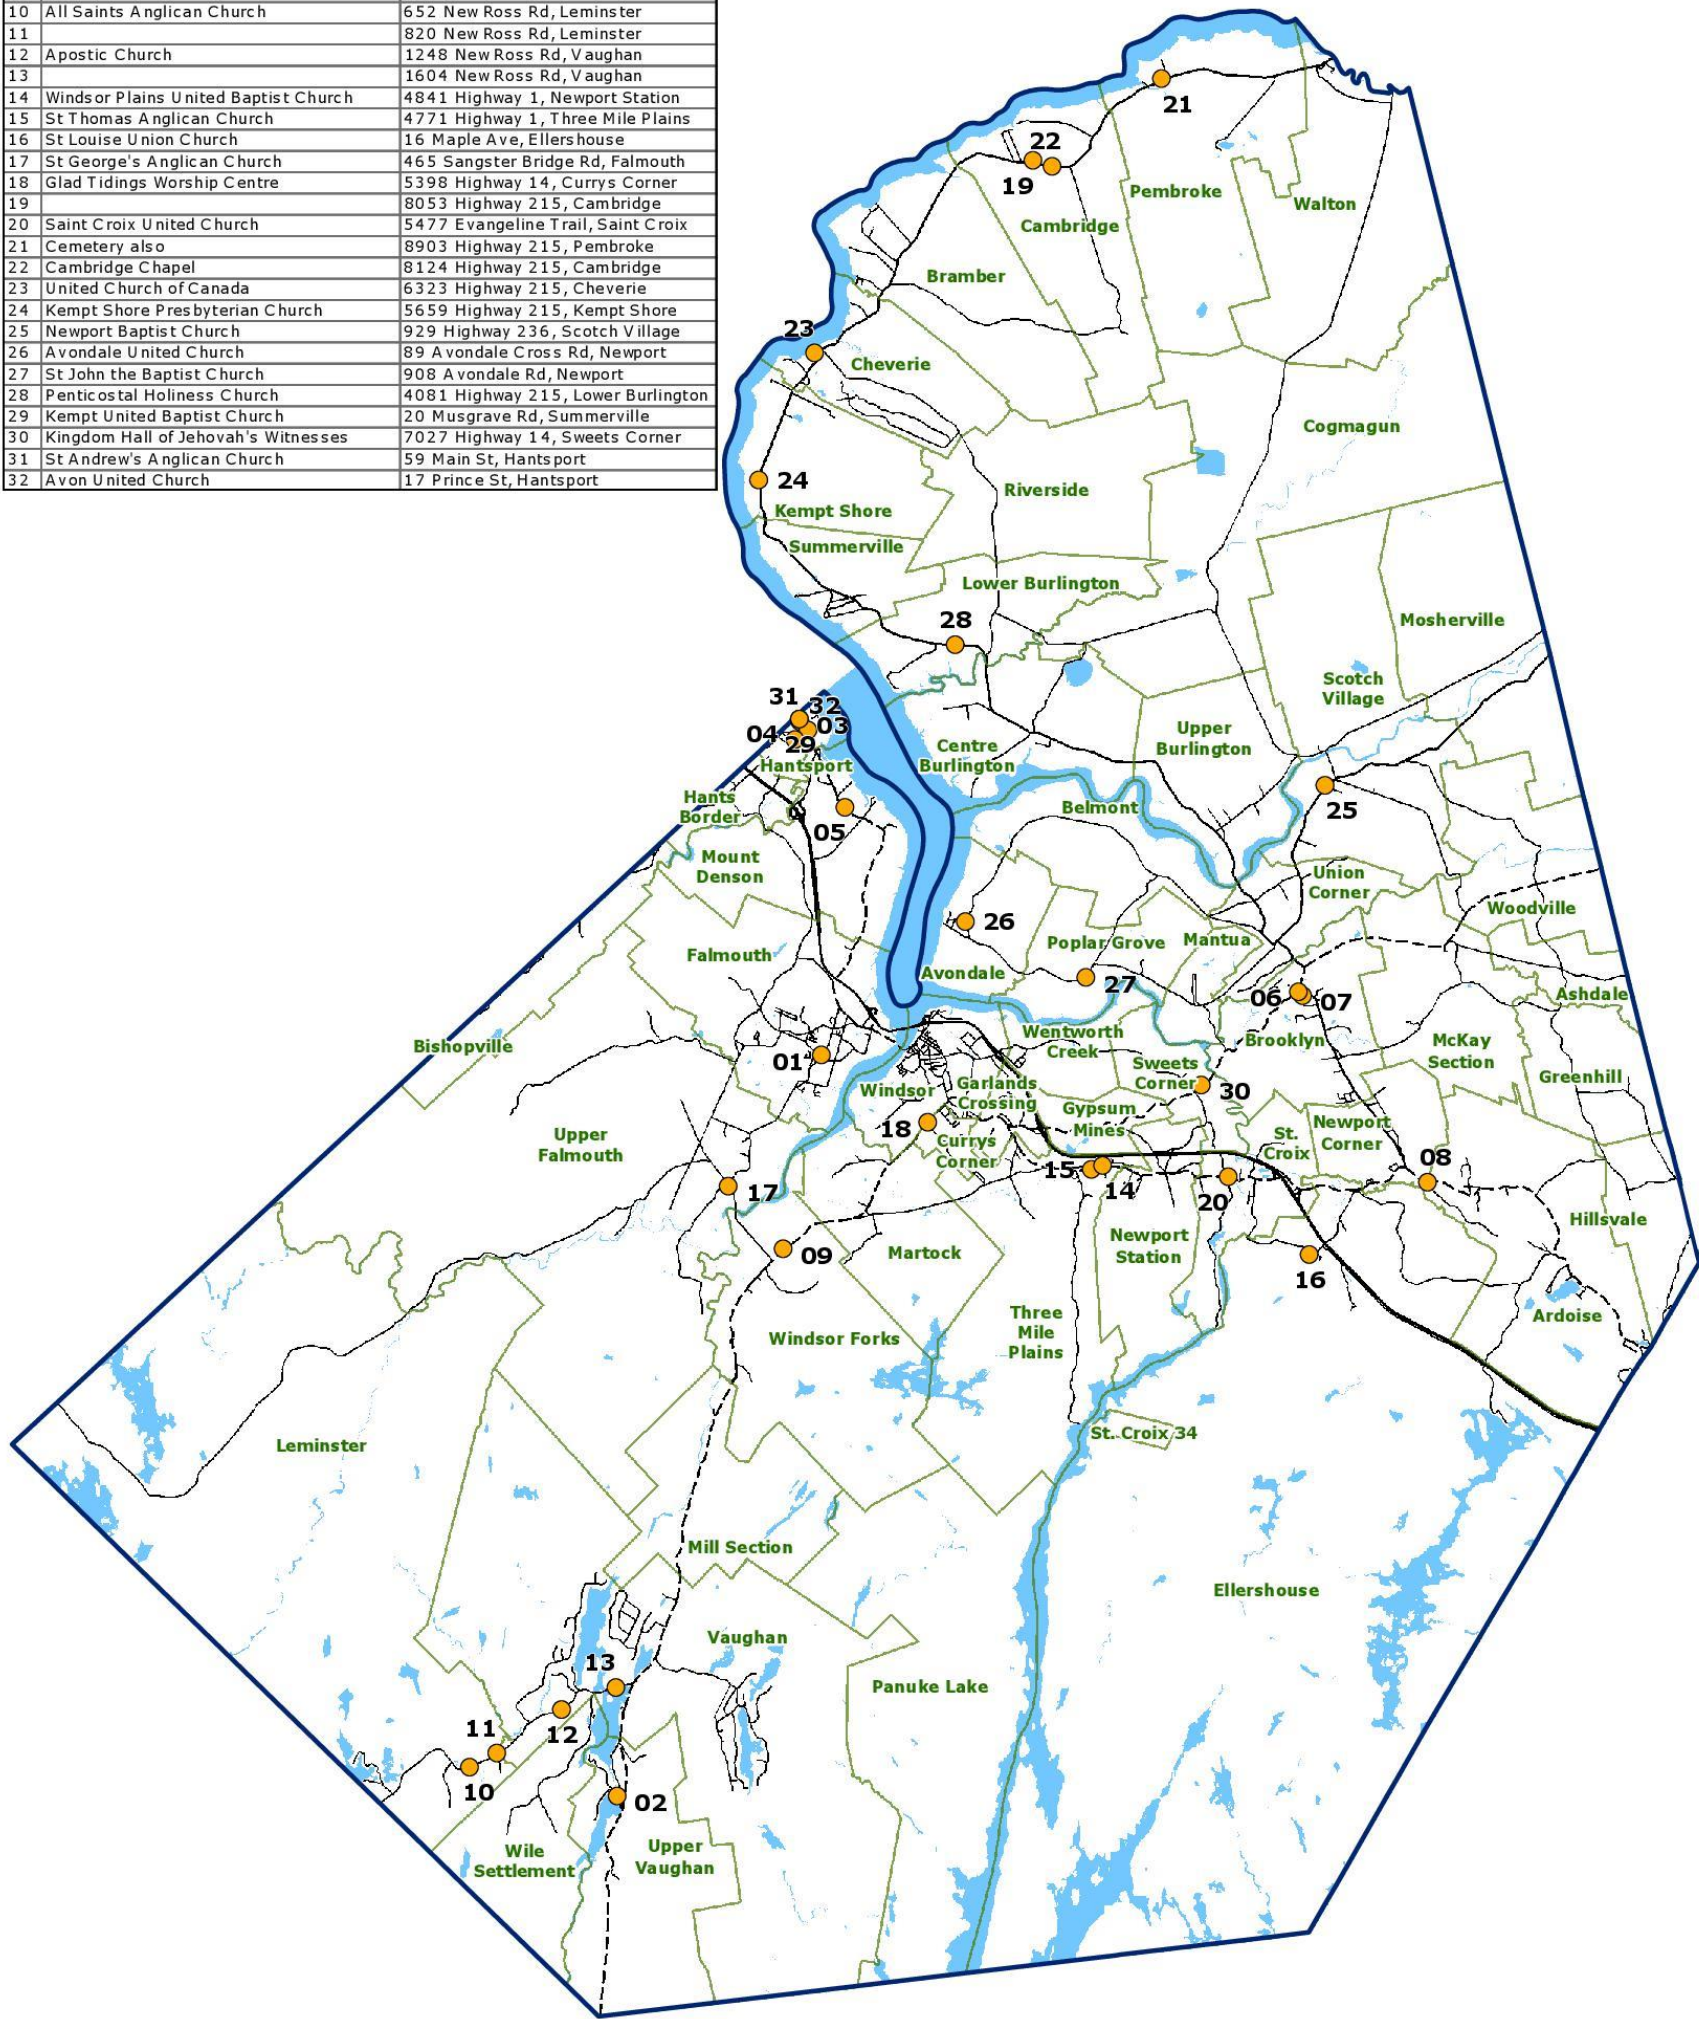 10 All Saints Anglican Church 652 New Ross Rd, Leminster
11 820 New Ross Rd, Leminster
12 Apostic Church 1248 New Ross Rd, Vaughan
13 1604 New Ross Rd, Vaughan
14 Windsor Plains United Baptist Church 4841 Highway 1, Newport Station
15 St Thomas Anglican Church 4771 Highway 1, Three Mile Plains
16 St Louise Union Church 16 Maple Ave, Ellershouse
17 St George's Anglican Church 465 Sangster Bridge Rd, Falmouth
18 Glad Tidings Worship Centre 5398 Highway 14, Currys Corner
19 8053 Highway 215, Cambridge
20 Saint Croix United Church 5477 Evangeline Trail, Saint Croix
21 Cemetery also 8903 Highway 215, Pembroke
22 Cambridge Chapel 8124 Highway 215, Cambridge
23 United Church of Canada 6323 Highway 215, Cheverie
24 Kempt Shore Presbyterian Church 5659 Highway 215, Kempt Shore
25 Newport Baptist Church 929 Highway 236, Scotch Village
26 Avondale United Church 89 Avondale Cross Rd, Newport
27 St John the Baptist Church 908 Avondale Rd, Newport
28 Penticostal Holiness Church 4081 Highway 215, Lower Burlington
29 Kempt United Baptist Church 20 Musgrave Rd, Summerville
30 Kingdom Hall of Jehovah's Witnesses 7027 Highway 14, Sweets Corner
31 St Andrew's Anglican Church 59 Main St, Hantsport
32 Avon United Church 17 Prince St, Hantsport
21
22
19
Pembroke
Walton
Cambridge
Bramber
23
Cheverie
Cogmagun
24
Riverside
Kempt Shore
Summerville
Lower Burlington
28
Mosherville
Scotch
Village
31
32
03
04
29
Hantsport
Centre
Burlington
Upper
Burlington
Hants
Border
05
Belmont
25
Mount
Denson
Union
Corner
Woodville
26
Falmouth
Poplar Grove
Mantua
Avondale
27
06
07
Ashdale
Bishopville
Wentworth
Creek
Brooklyn
McKay
Section
01
Sweets
Corner
30
Greenhill
Windsor
Garlands
Crossing
18
Gypsum
Mines
Newport
Corner
Upper
Falmouth
Currys
Corner
St.
Croix
15
14
08
17
20
Hillsvale
09
Martock
Newport
Station
16
Three
Mile
Plains
Windsor Forks
Ardoise
Leminster
St. Croix 34
Mill Section
Ellershouse
Vaughan
13
Panuke Lake
12
11
10
02
Wile
Settlement
Upper
Vaughan